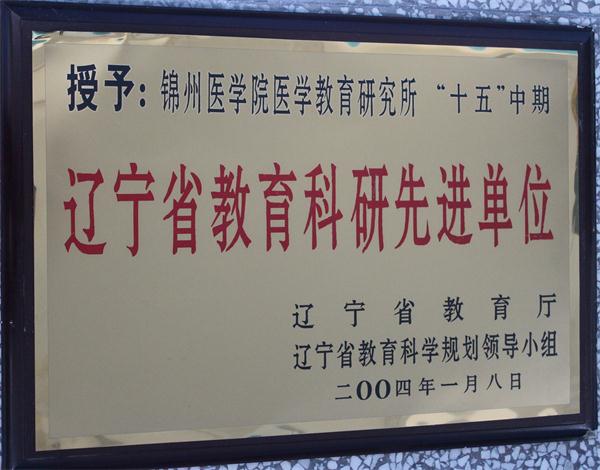 授予：锦州医学院医学教育研究所 “十五”中期
辽宁省教育科研先进单位
辽宁省教育厅
辽宁省教育科学规划领导小组
二〇〇四年一月八日